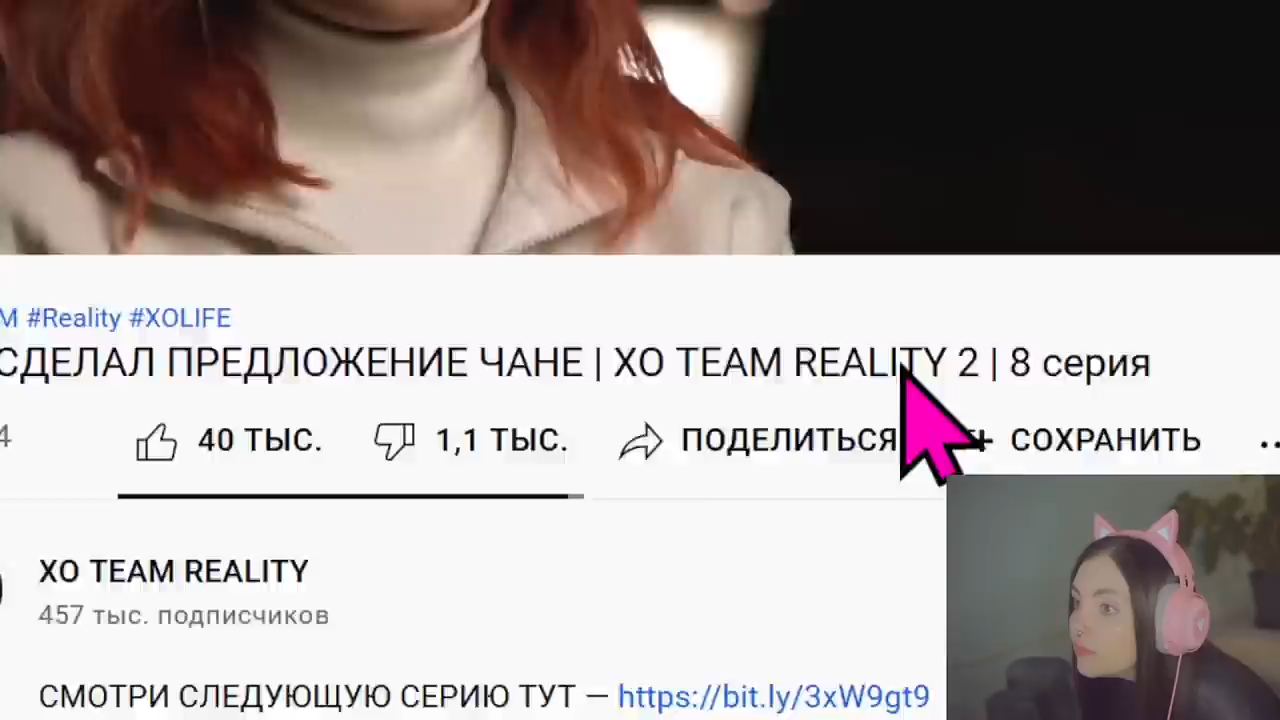 M #Reality #XOLIFE
СДЕЛАЛ ПРЕДЛОЖЕНИЕ ЧАНЕ | XO TEAM REALITY 2 | 8 серия
4 40 ТЫС. 1,1 ТЫС. ПОДЕЛИТЬСЯ СОХРАНИТЬ ..
XO TEAM REALITY
457 тыс. подписчиков
СМОТРИ СЛЕДУЮЩУЮ СЕРИЮ ТУТ — https://bit.ly/3xW9gt9